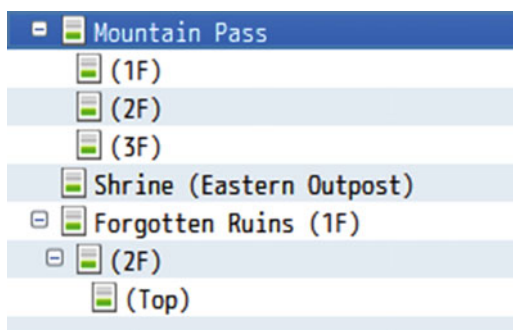 Mountain Pass
(1F)
(2F)
(3F)
Shrine (Eastern Outpost)
Forgotten Ruins (1F)
(2F)
(Top)